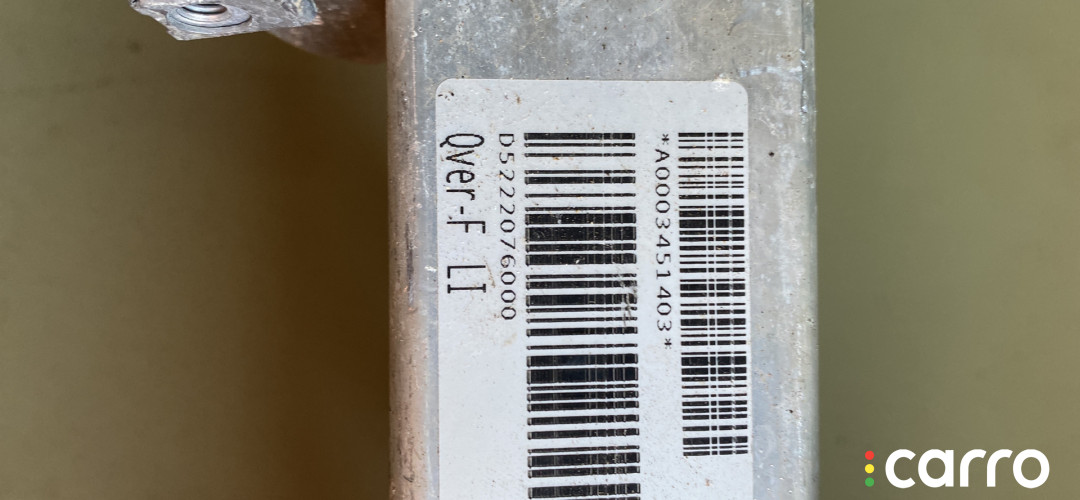 *A0003451403*
D5222076000
Qver-F LI
carro